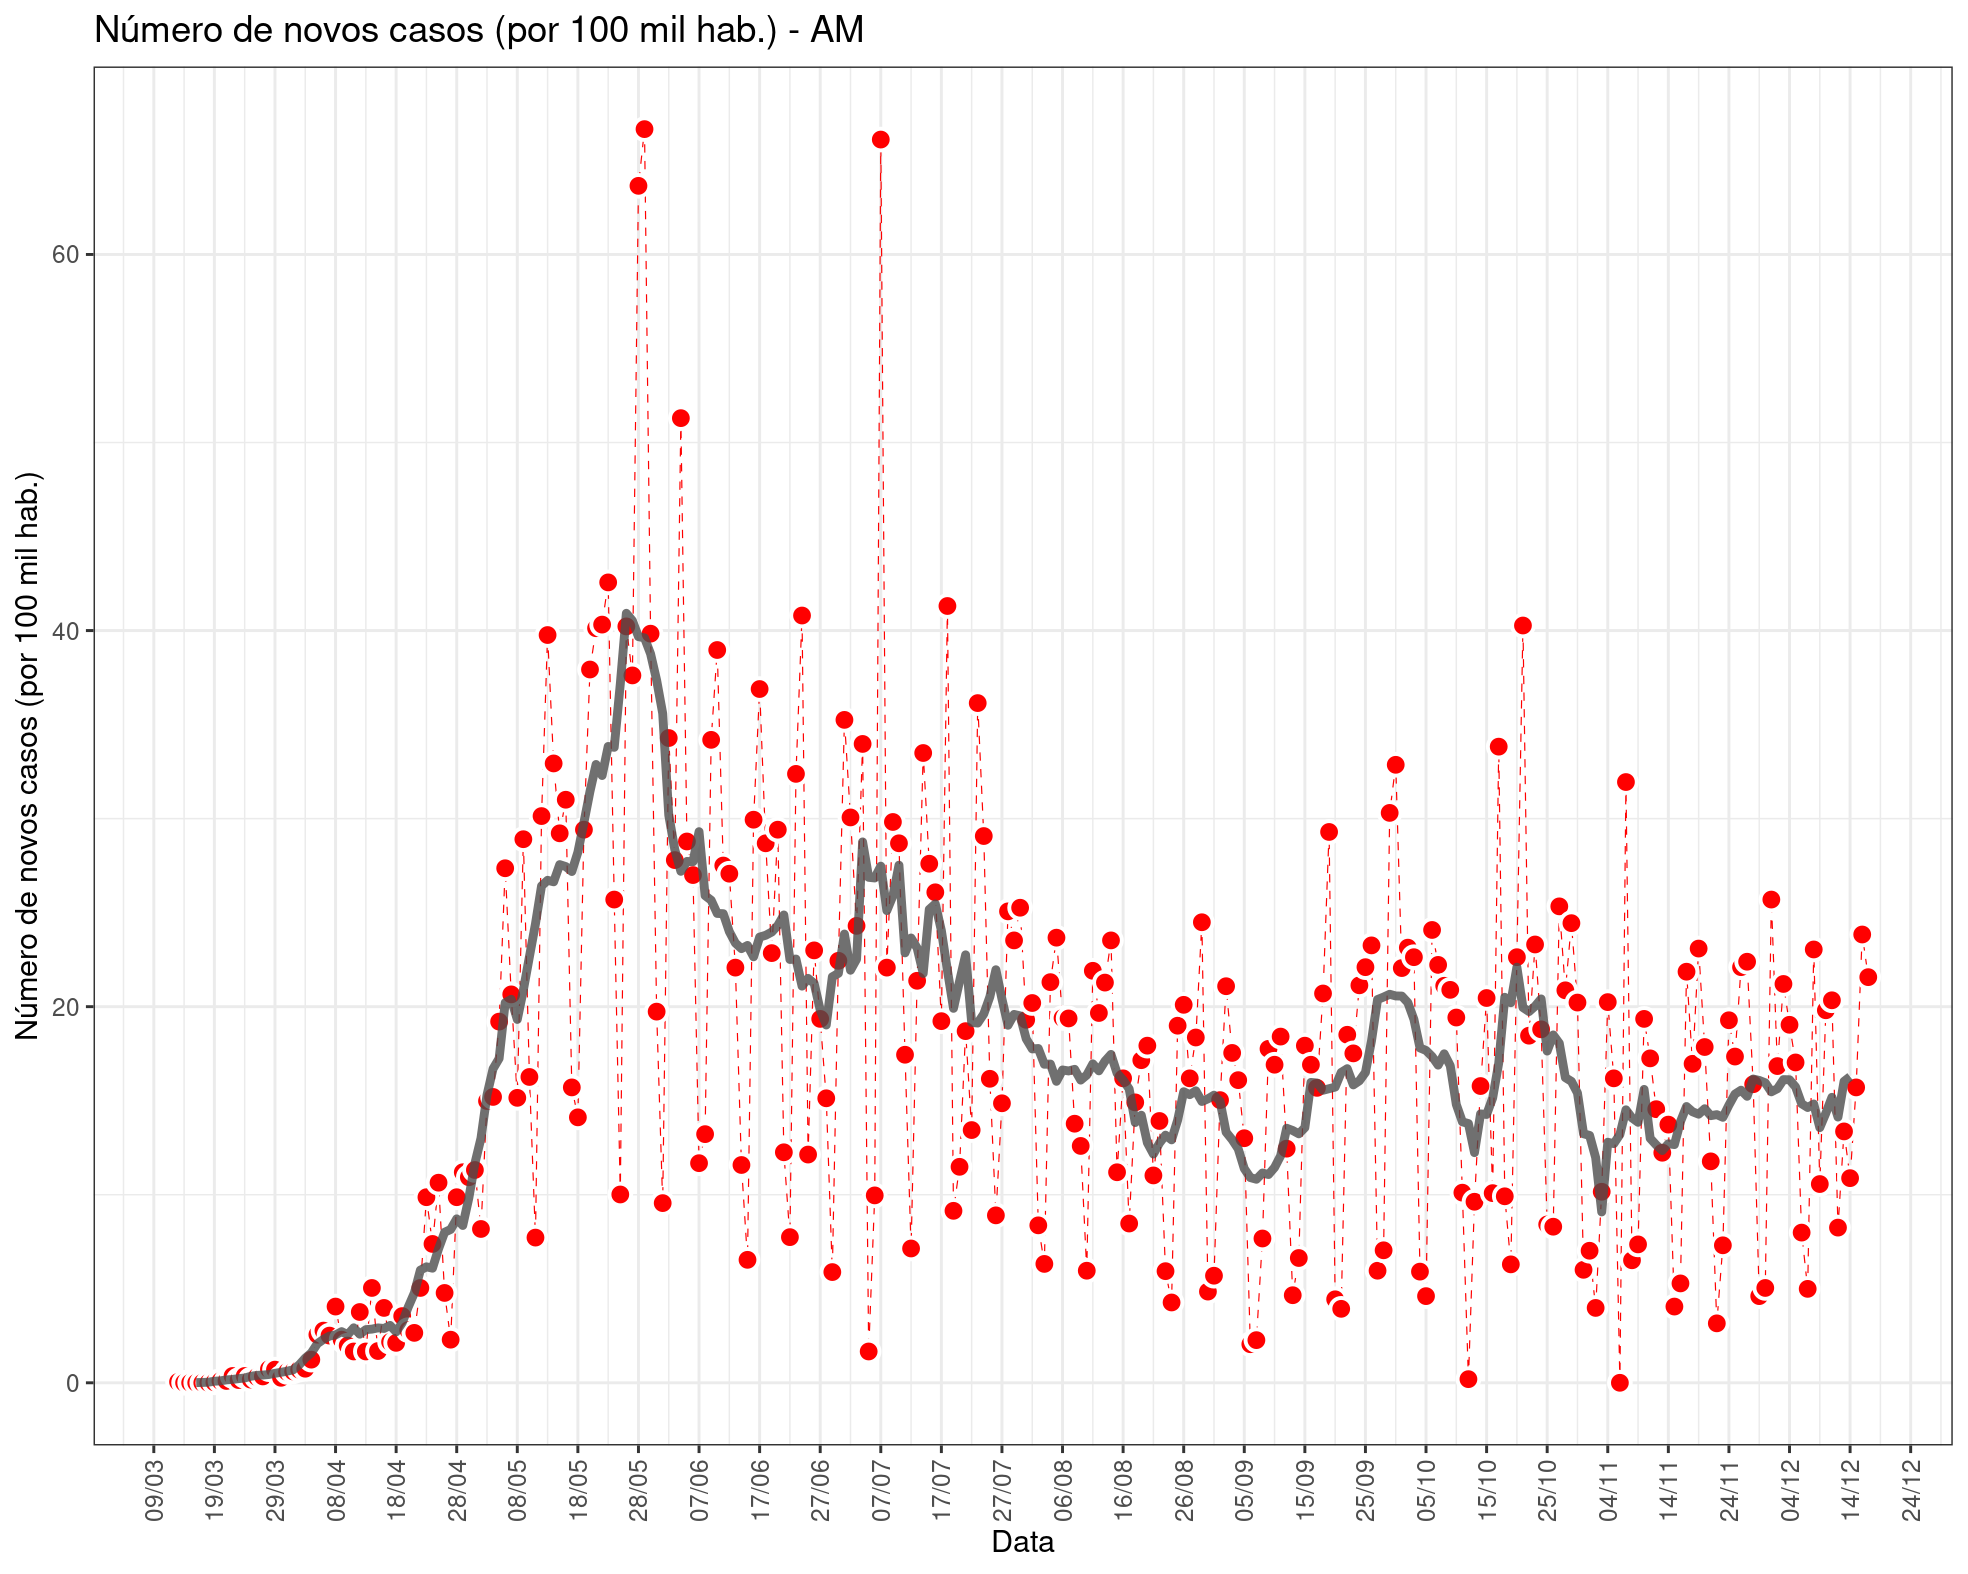 Número de novos casos (por 100 mil hab.) - AM
Número de novos casos (por 100 mil hab.)
60
40
20
0
09/03 19/03 29/03 08/04 18/04 28/04 08/05 18/05 28/05 07/06 17/06 27/06 07/07 17/07 27/07 06/08 16/08 26/08 05/09 15/09 25/09 05/10 15/10 25/10 04/11 14/11 24/11 04/12 14/12 24/12
Data